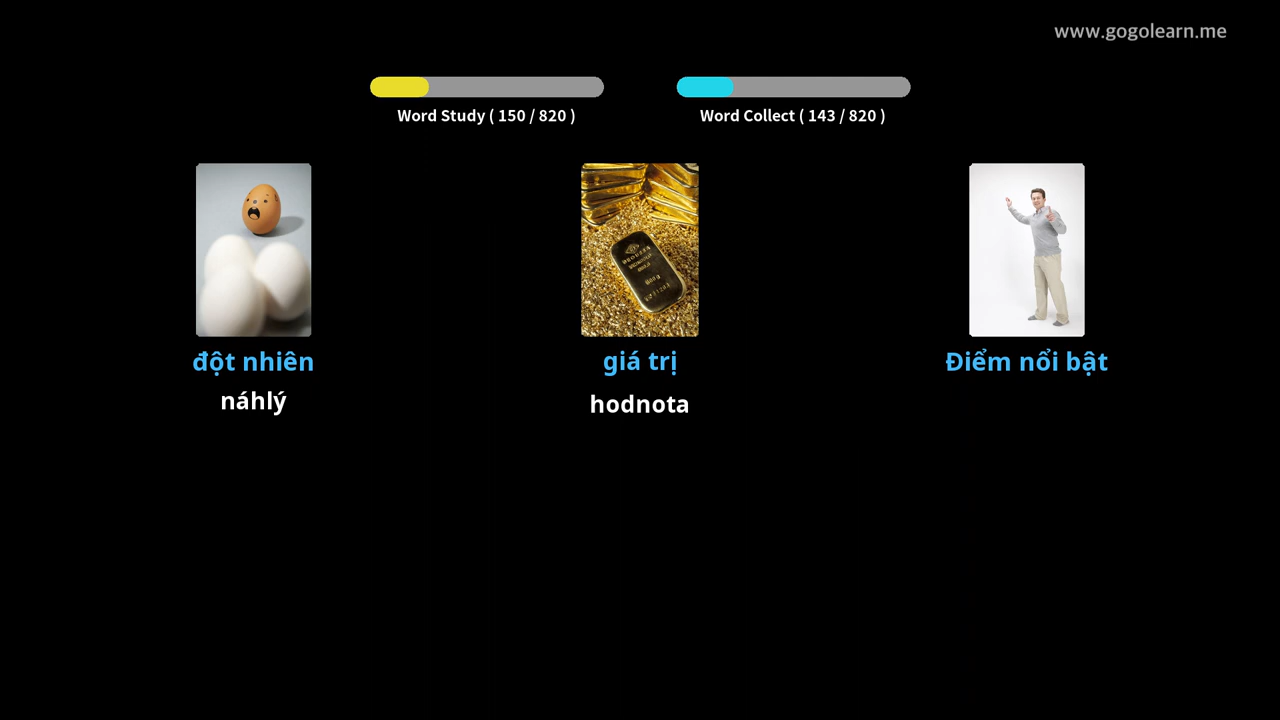 www.gogolearn.me
Word Study ( 150 / 820 )
Word Collect ( 143 / 820 )
đột nhiên
giá trị
Điểm nổi bật
náhlý
hodnota